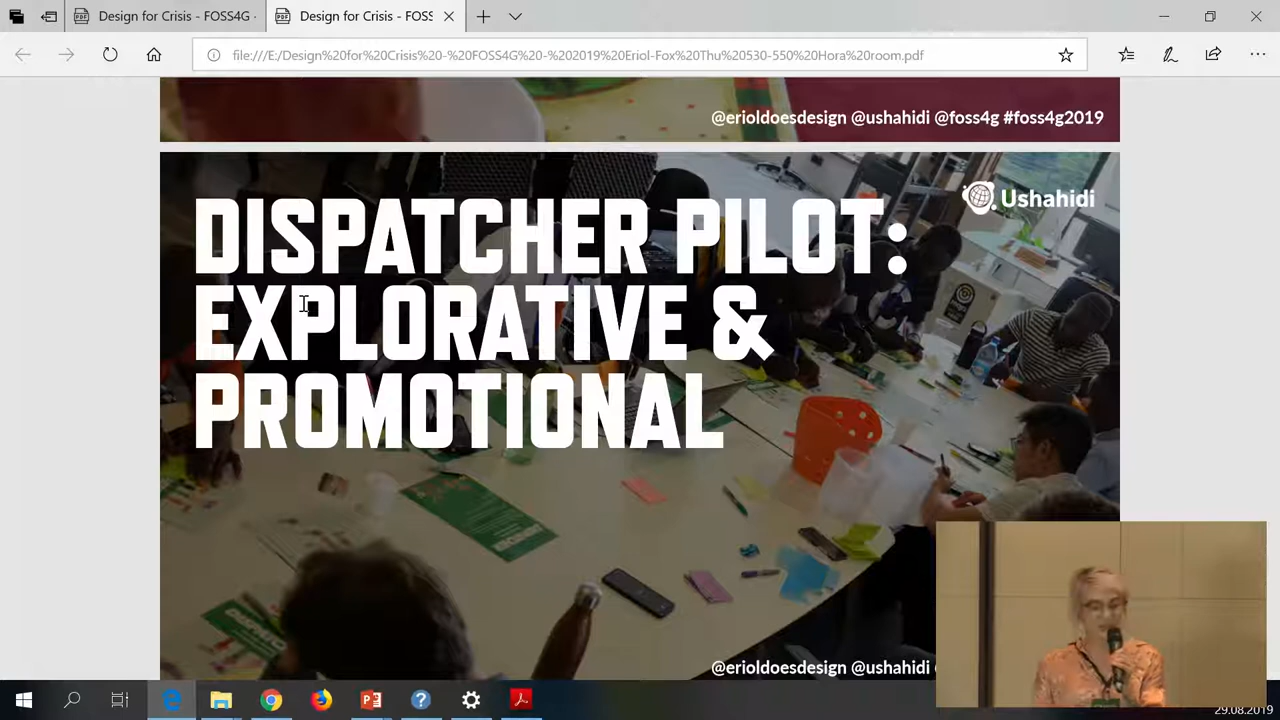 Design for Crisis - FOSS4G -
Design for Crisis - FOSS
file:///E:/Design%20for%20Crisis%20-%20FOSS4G%20-%202019%20Eriol-Fox%20Thu%20530-550%20Hora%20room.pdf
@erioldoesdesign @ushahidi @foss4g #foss4g2019
Ushahidi
DISPATCHER PILOT:
EXPLORATIVE &
PROMOTIONAL
@erioldoesdesign @ushahidi
29.08.2019